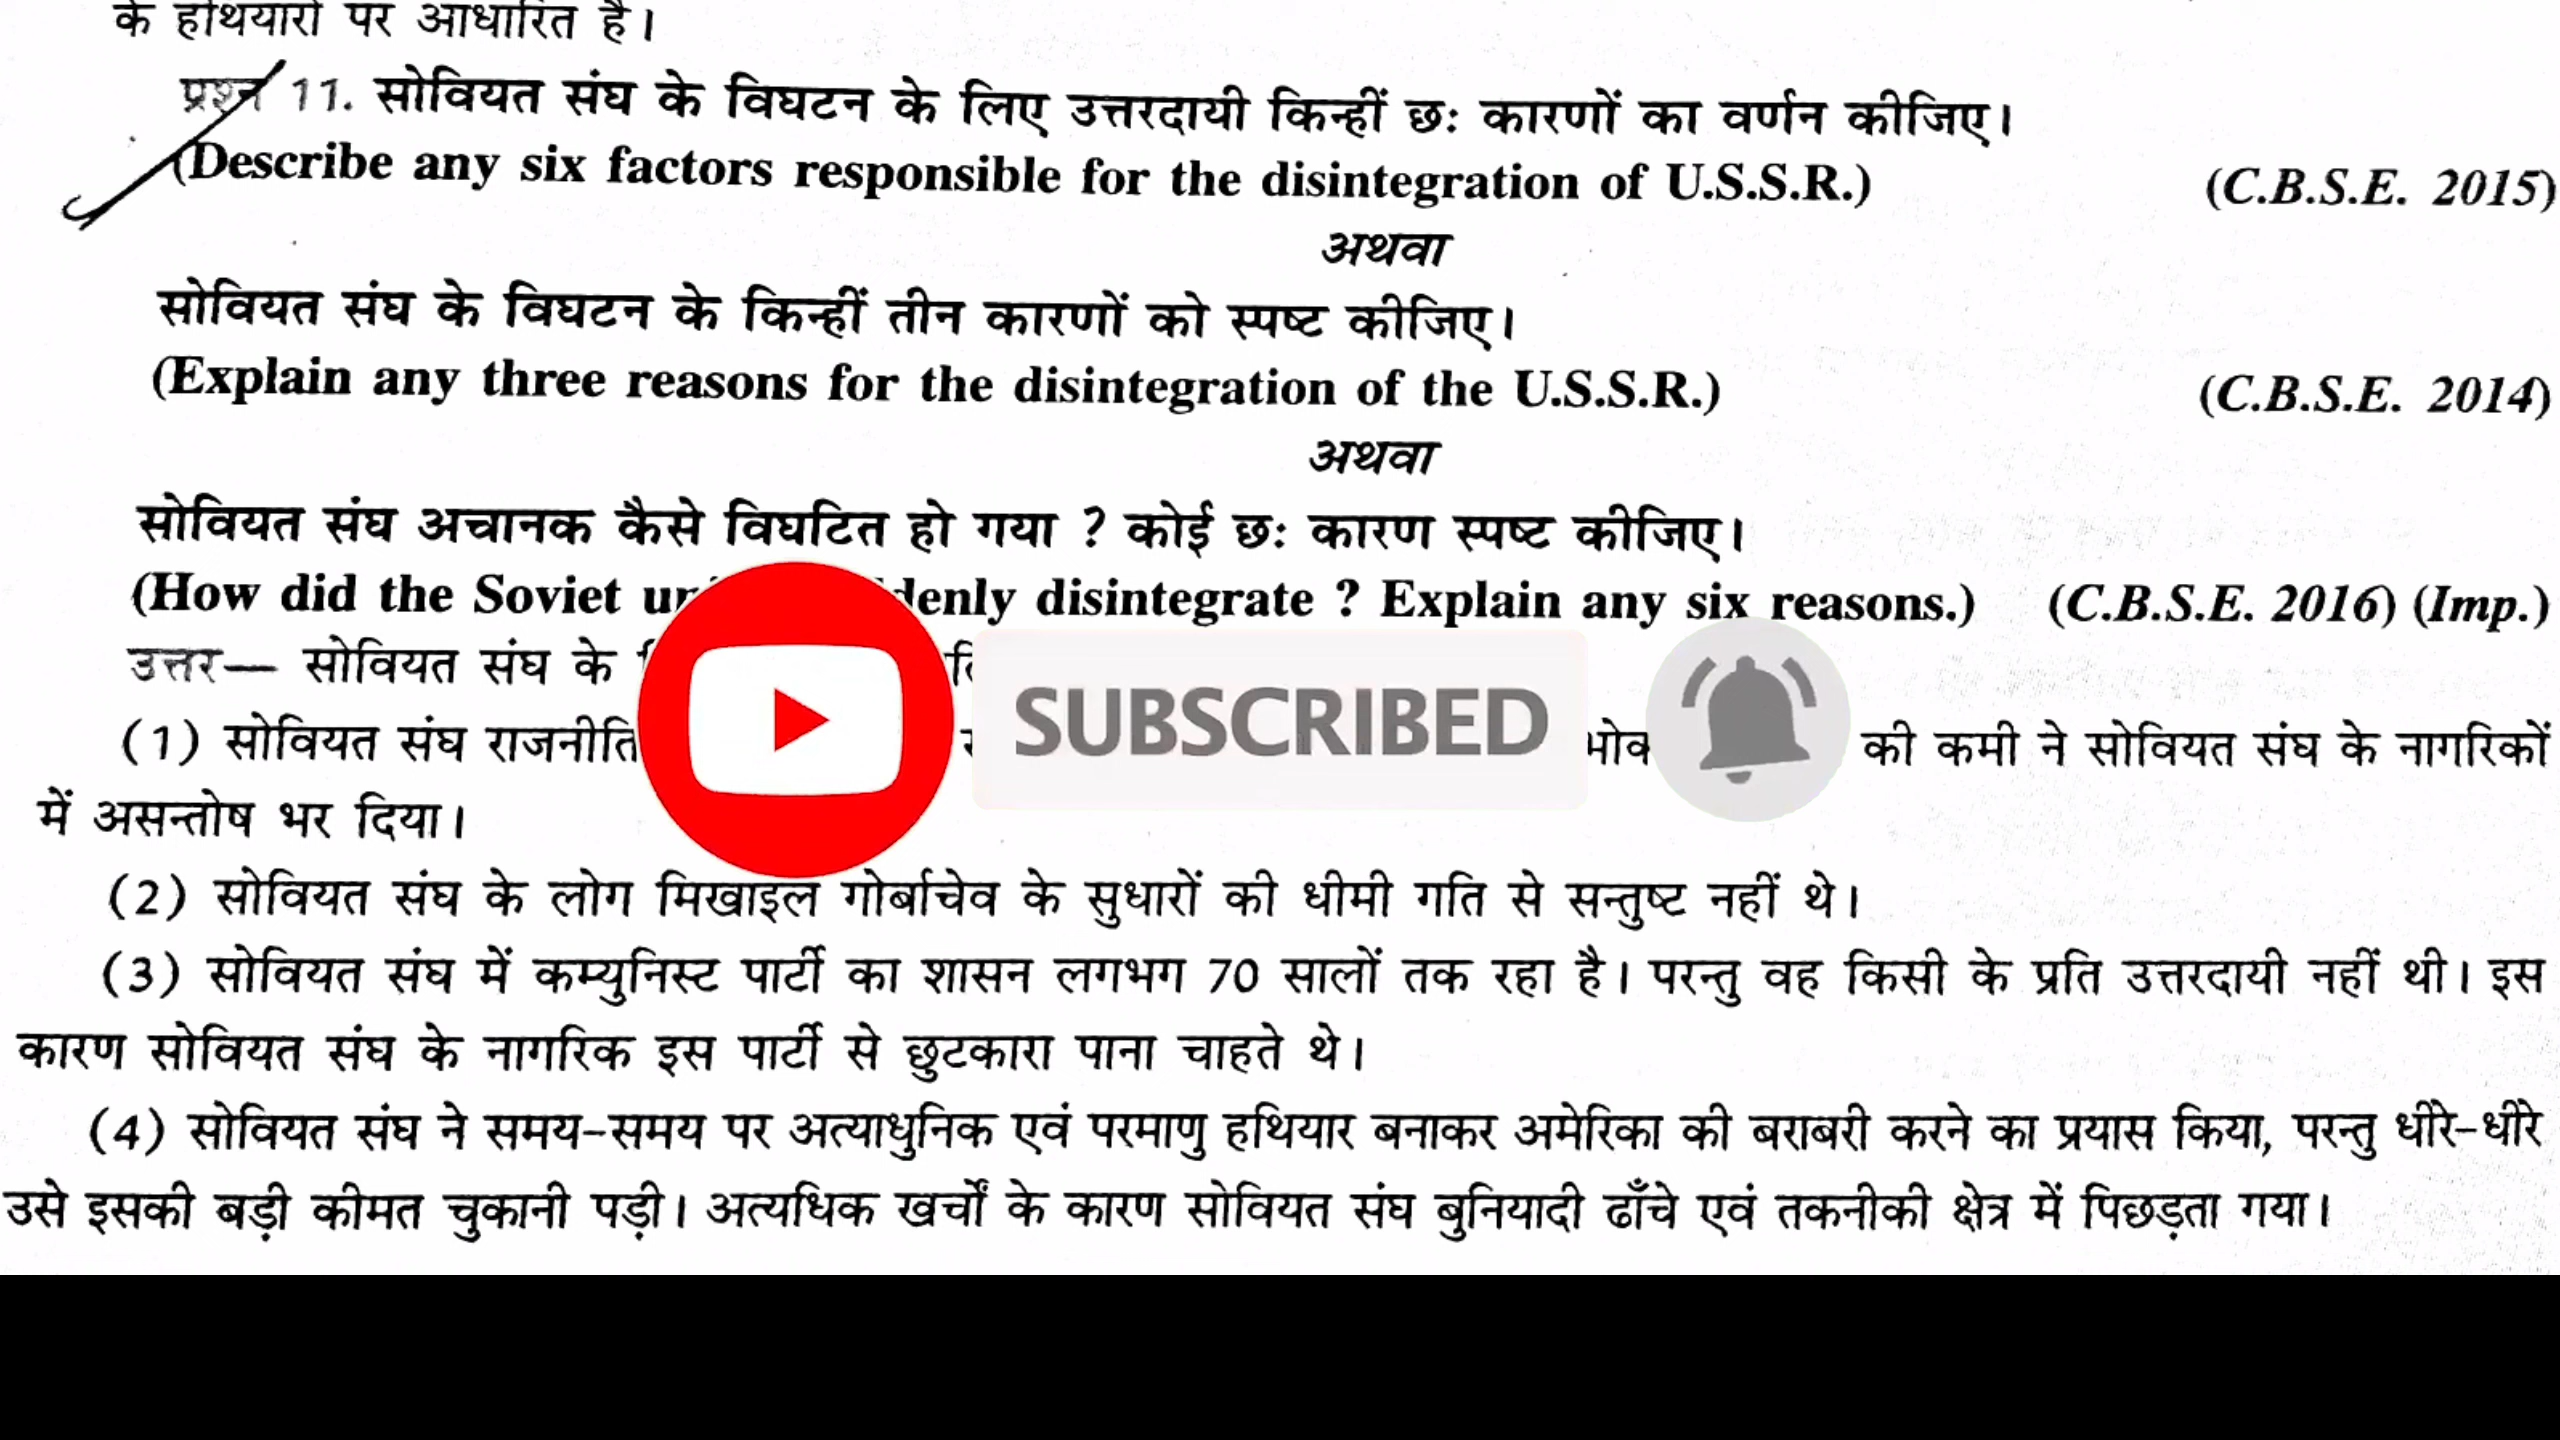 के हथियारों पर आधारित है।
प्रश्न 11. सोवियत संघ के विघटन के लिए उत्तरदायी किन्हीं छः कारणों का वर्णन कीजिए।
(Describe any six factors responsible for the disintegration of U.S.S.R.) (C.B.S.E. 2015)
अथवा
सोवियत संघ के विघटन के किन्हीं तीन कारणों को स्पष्ट कीजिए।
(Explain any three reasons for the disintegration of the U.S.S.R.) (C.B.S.E. 2014)
अथवा
सोवियत संघ अचानक कैसे विघटित हो गया ? कोई छः कारण स्पष्ट कीजिए।
(How did the Soviet disintegrate ? Explain any six reasons.) (C.B.S.E. 2016) (Imp.)
उत्तर— सोवियत संघ के
SUBSCRIBED
(1) सोवियत संघ की कमी ने सोवियत संघ के नागरिकों
में असन्तोष भर दिया।
(2) सोवियत संघ के लोग मिखाइल गोर्बाचेव के सुधारों की धीमी गति से सन्तुष्ट नहीं थे।
(3) सोवियत संघ में कम्युनिस्ट पार्टी का शासन लगभग 70 सालों तक रहा है। परन्तु वह किसी के प्रति उत्तरदायी नहीं थी। इस
कारण सोवियत संघ के नागरिक इस पार्टी से छुटकारा पाना चाहते थे।
(4) सोवियत संघ ने समय-समय पर अत्याधुनिक एवं परमाणु हथियार बनाकर अमेरिका की बराबरी करने का प्रयास किया, परन्तु धीरे-धीरे
उसे इसकी बड़ी कीमत चुकानी पड़ी। अत्यधिक खर्चों के कारण सोवियत संघ बुनियादी ढाँचे एवं तकनीकी क्षेत्र में पिछड़ता गया।